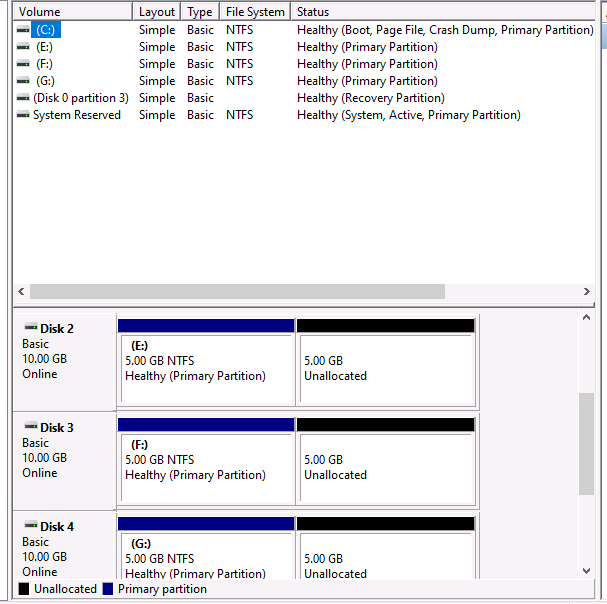 Volume Layout Type File System Status
(C:) Simple Basic NTFS Healthy (Boot, Page File, Crash Dump, Primary Partition)
(E:) Simple Basic NTFS Healthy (Primary Partition)
(F:) Simple Basic NTFS Healthy (Primary Partition)
(G:) Simple Basic NTFS Healthy (Primary Partition)
(Disk 0 partition 3) Simple Basic Healthy (Recovery Partition)
System Reserved Simple Basic NTFS Healthy (System, Active, Primary Partition)
Disk 2
Basic
10.00 GB
Online
(E:)
5.00 GB NTFS
Healthy (Primary Partition)
5.00 GB
Unallocated
Disk 3
Basic
10.00 GB
Online
(F:)
5.00 GB NTFS
Healthy (Primary Partition)
5.00 GB
Unallocated
Disk 4
Basic
10.00 GB
Online
(G:)
5.00 GB NTFS
Healthy (Primary Partition)
5.00 GB
Unallocated
Unallocated Primary partition